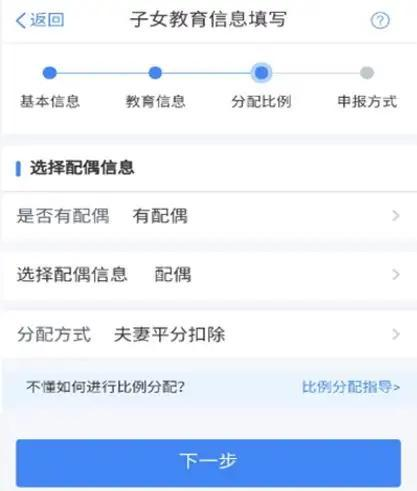 返回 子女教育信息填写
基本信息 教育信息 分配比例 申报方式
选择配偶信息
是否有配偶 有配偶
选择配偶信息 配偶
分配方式 夫妻平分扣除
不懂如何进行比例分配? 比例分配指导>
下一步